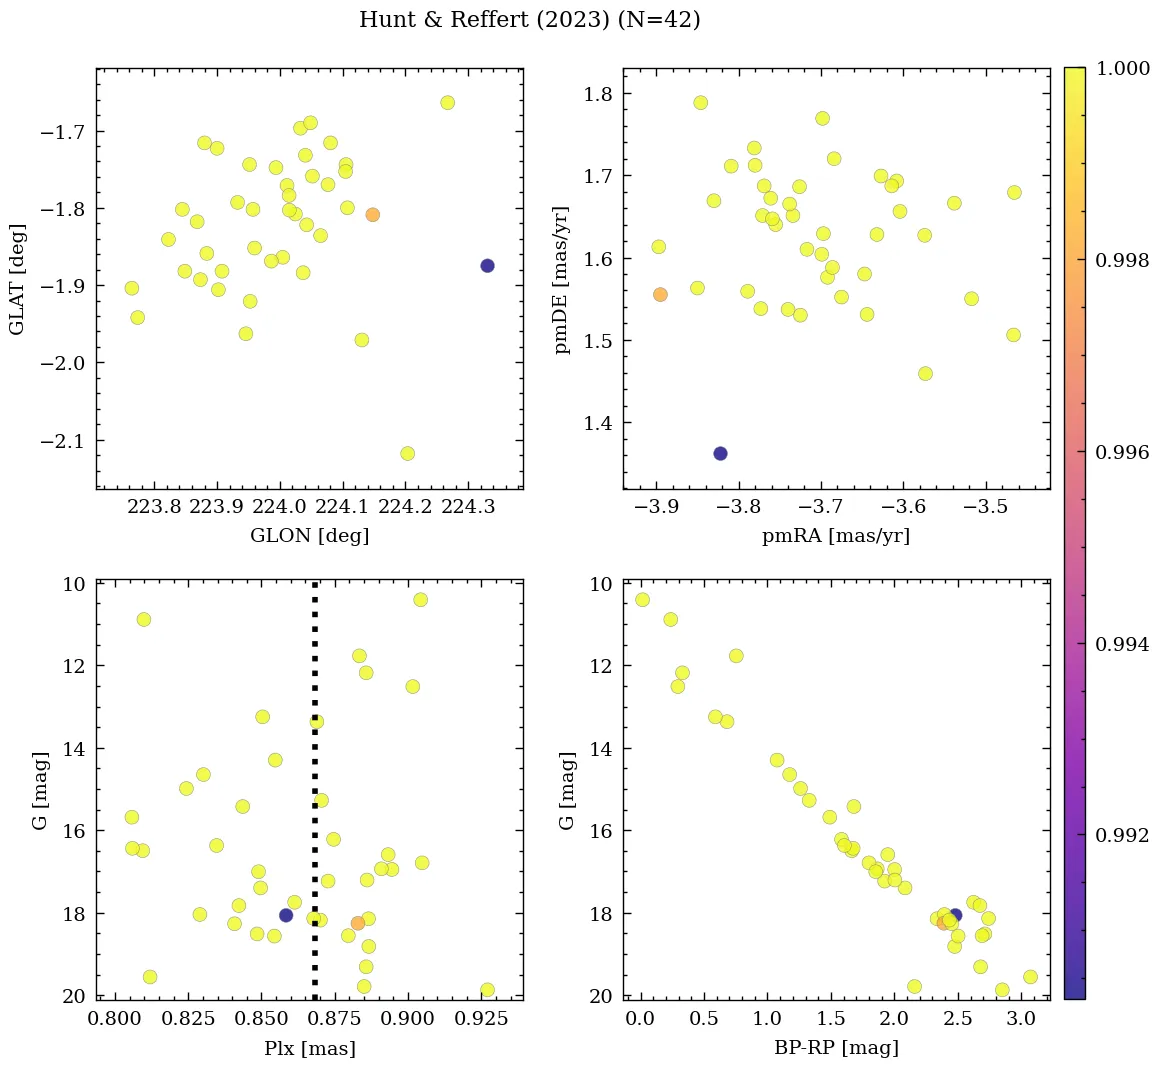 Hunt & Reffert (2023) (N=42)
−1.7
−1.8
−1.9
−2.0
−2.1
GLAT [deg]
223.8 223.9 224.0 224.1 224.2 224.3
GLON [deg]
1.8
1.7
1.6
1.5
1.4
pmDE [mas/yr]
−3.9 −3.8 −3.7 −3.6 −3.5
pmRA [mas/yr]
1.000
0.998
0.996
0.994
0.992
10
12
14
16
18
20
G [mag]
0.800 0.825 0.850 0.875 0.900 0.925
Plx [mas]
10
12
14
16
18
20
G [mag]
0.0 0.5 1.0 1.5 2.0 2.5 3.0
BP-RP [mag]